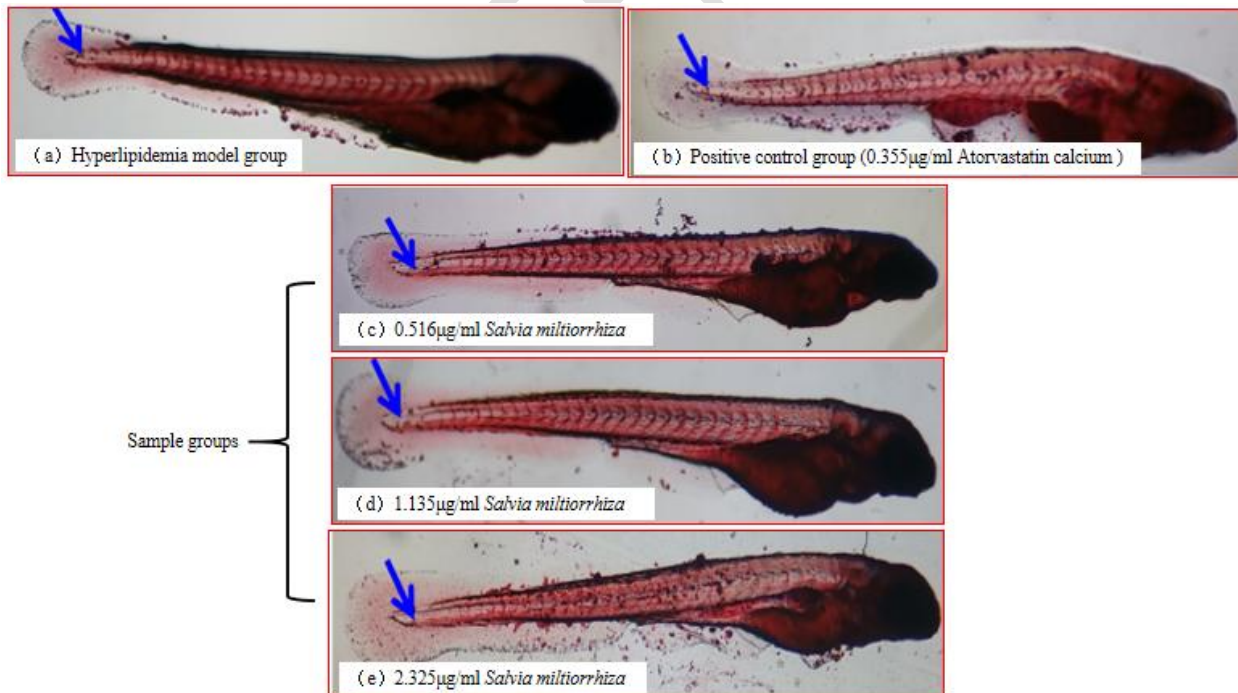 (a) Hyperlipidemia model group
(b) Positive control group (0.355μg/ml Atorvastatin calcium )
(c) 0.516μg/ml Salvia miltiorrhiza
Sample groups
(d) 1.135μg/ml Salvia miltiorrhiza
(e) 2.325μg/ml Salvia miltiorrhiza